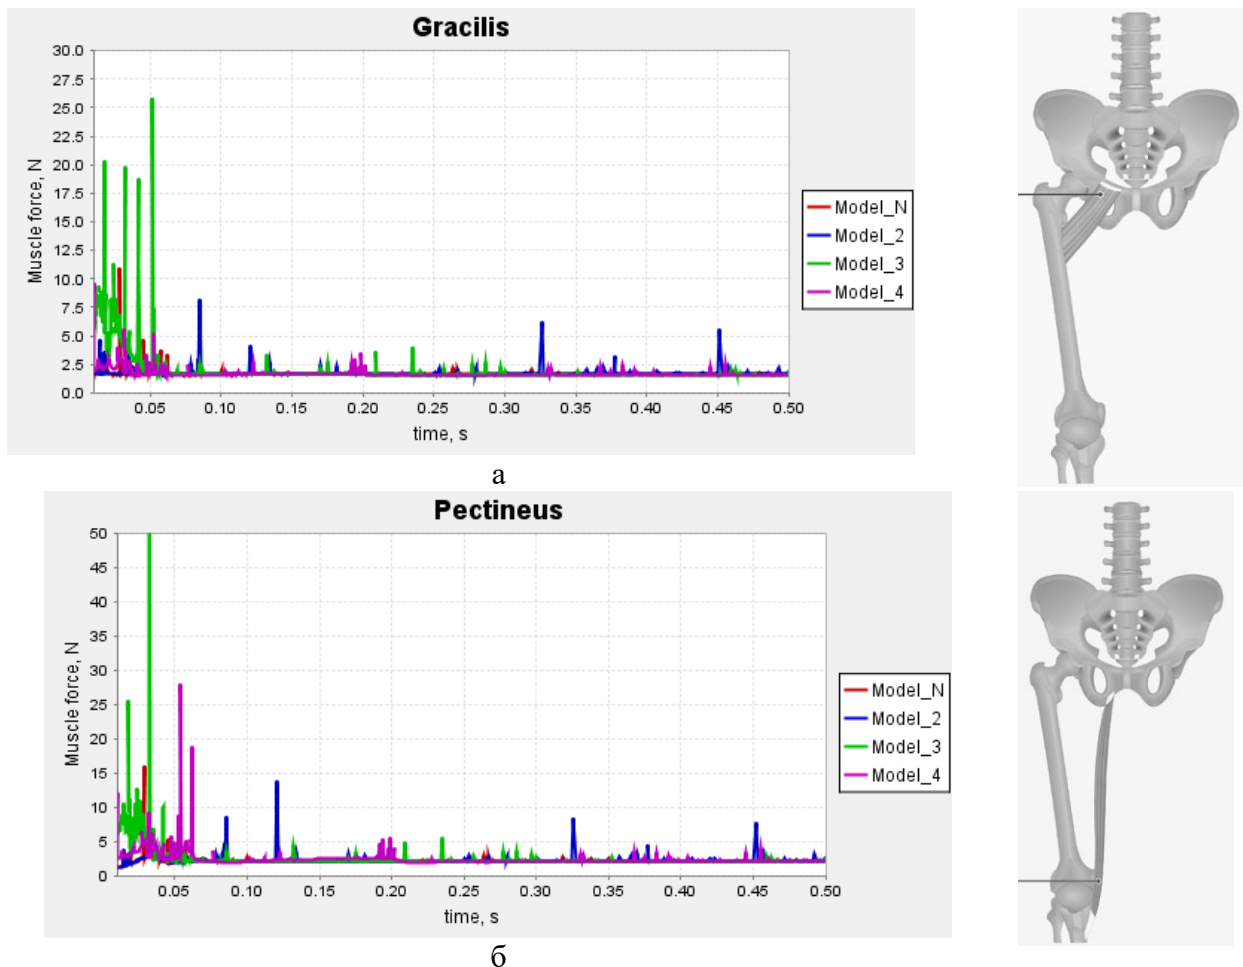 Gracilis
Muscle force, N
30.0
27.5
25.0
22.5
20.0
17.5
15.0
12.5
10.0
7.5
5.0
2.5
0.0
0.05 0.10 0.15 0.20 0.25 0.30 0.35 0.40 0.45 0.50
time, s
Model_N
Model_2
Model_3
Model_4
а
Pectineus
Muscle force, N
50
45
40
35
30
25
20
15
10
5
0
0.05 0.10 0.15 0.20 0.25 0.30 0.35 0.40 0.45 0.50
time, s
Model_N
Model_2
Model_3
Model_4
б